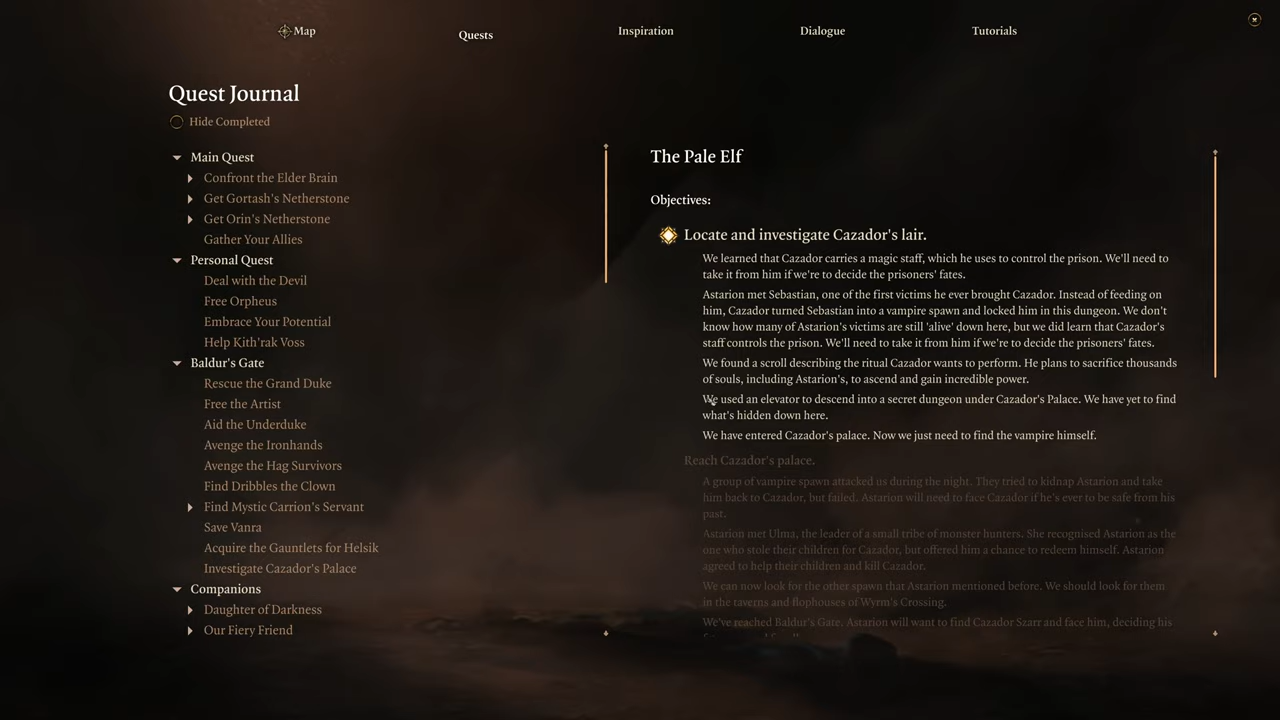 Map
Quests
Inspiration
Dialogue
Tutorials
Quest Journal
Hide Completed
Main Quest
Confront the Elder Brain
Get Gortash's Netherstone
Get Orin's Netherstone
Gather Your Allies
Personal Quest
Deal with the Devil
Free Orpheus
Embrace Your Potential
Help Kith'rak Voss
Baldur's Gate
Rescue the Grand Duke
Free the Artist
Aid the Underduke
Avenge the Ironhands
Avenge the Hag Survivors
Find Dribbles the Clown
Find Mystic Carrion's Servant
Save Vanra
Acquire the Gauntlets for Helsik
Investigate Cazador's Palace
Companions
Daughter of Darkness
Our Fiery Friend
The Pale Elf
Objectives:
Locate and investigate Cazador's lair.
We learned that Cazador carries a magic staff, which he uses to control the prison. We'll need to
take it from him if we're to decide the prisoners' fates.
Astarion met Sebastian, one of the first victims he ever brought Cazador. Instead of feeding on
him, Cazador turned Sebastian into a vampire spawn and locked him in this dungeon. We don't
know how many of Astarion's victims are still 'alive' down here, but we did learn that Cazador's
staff controls the prison. We'll need to take it from him if we're to decide the prisoners' fates.
We found a scroll describing the ritual Cazador wants to perform. He plans to sacrifice thousands
of souls, including Astarion's, to ascend and gain incredible power.
We used an elevator to descend into a secret dungeon under Cazador's Palace. We have yet to find
what's hidden down here.
We have entered Cazador's palace. Now we just need to find the vampire himself.
Reach Cazador's palace.
A group of vampire spawn attacked us during the night. They tried to kidnap Astarion and take
him back to Cazador, but failed. Astarion will need to face Cazador if he's ever to be safe from his
past.
Astarion met Ulma, the leader of a small tribe of monster hunters. She recognised Astarion as the
one who stole their children for Cazador, but offered him a chance to redeem himself. Astarion
agreed to help their children and kill Cazador.
We can now look for the other spawn that Astarion mentioned before. We should look for them
in the taverns and flophouses of Wyrm's Crossing.
We've reached Baldur's Gate. Astarion will want to find Cazador Szarr and face him, deciding his